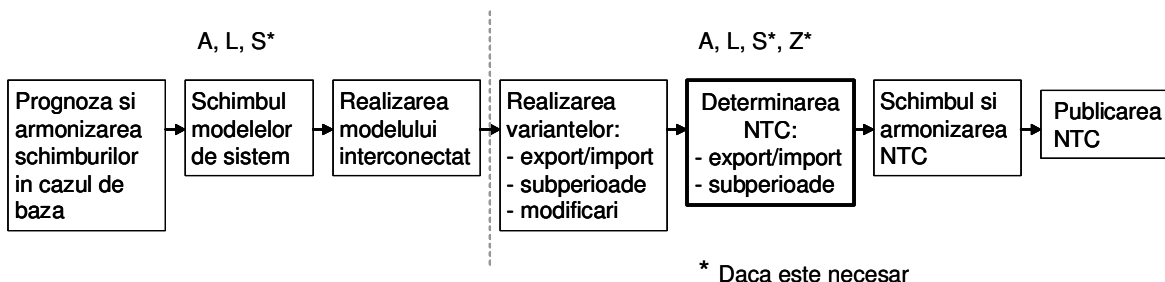 A, L, S*
A, L, S*, Z*
Prognoza si
armonizarea
schimburilor
in cazul de
baza
Schimbul
modelelor
de sistem
Realizarea
modelului
interconectat
Realizarea
variantelor:
- export/import
- subperioade
- modificari
Determinarea
NTC:
- export/import
- subperioade
Schimbul si
armonizarea
NTC
Publicarea
NTC
* Daca este necesar